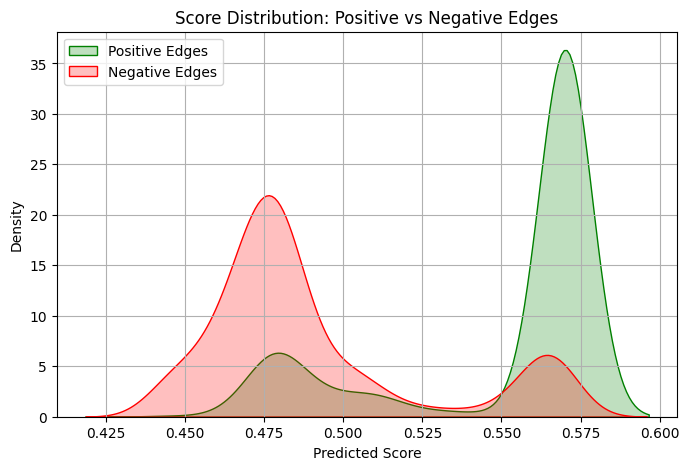 Score Distribution: Positive vs Negative Edges
Positive Edges
Negative Edges
Density
35
30
25
20
15
10
5
0
0.425 0.450 0.475 0.500 0.525 0.550 0.575 0.600
Predicted Score